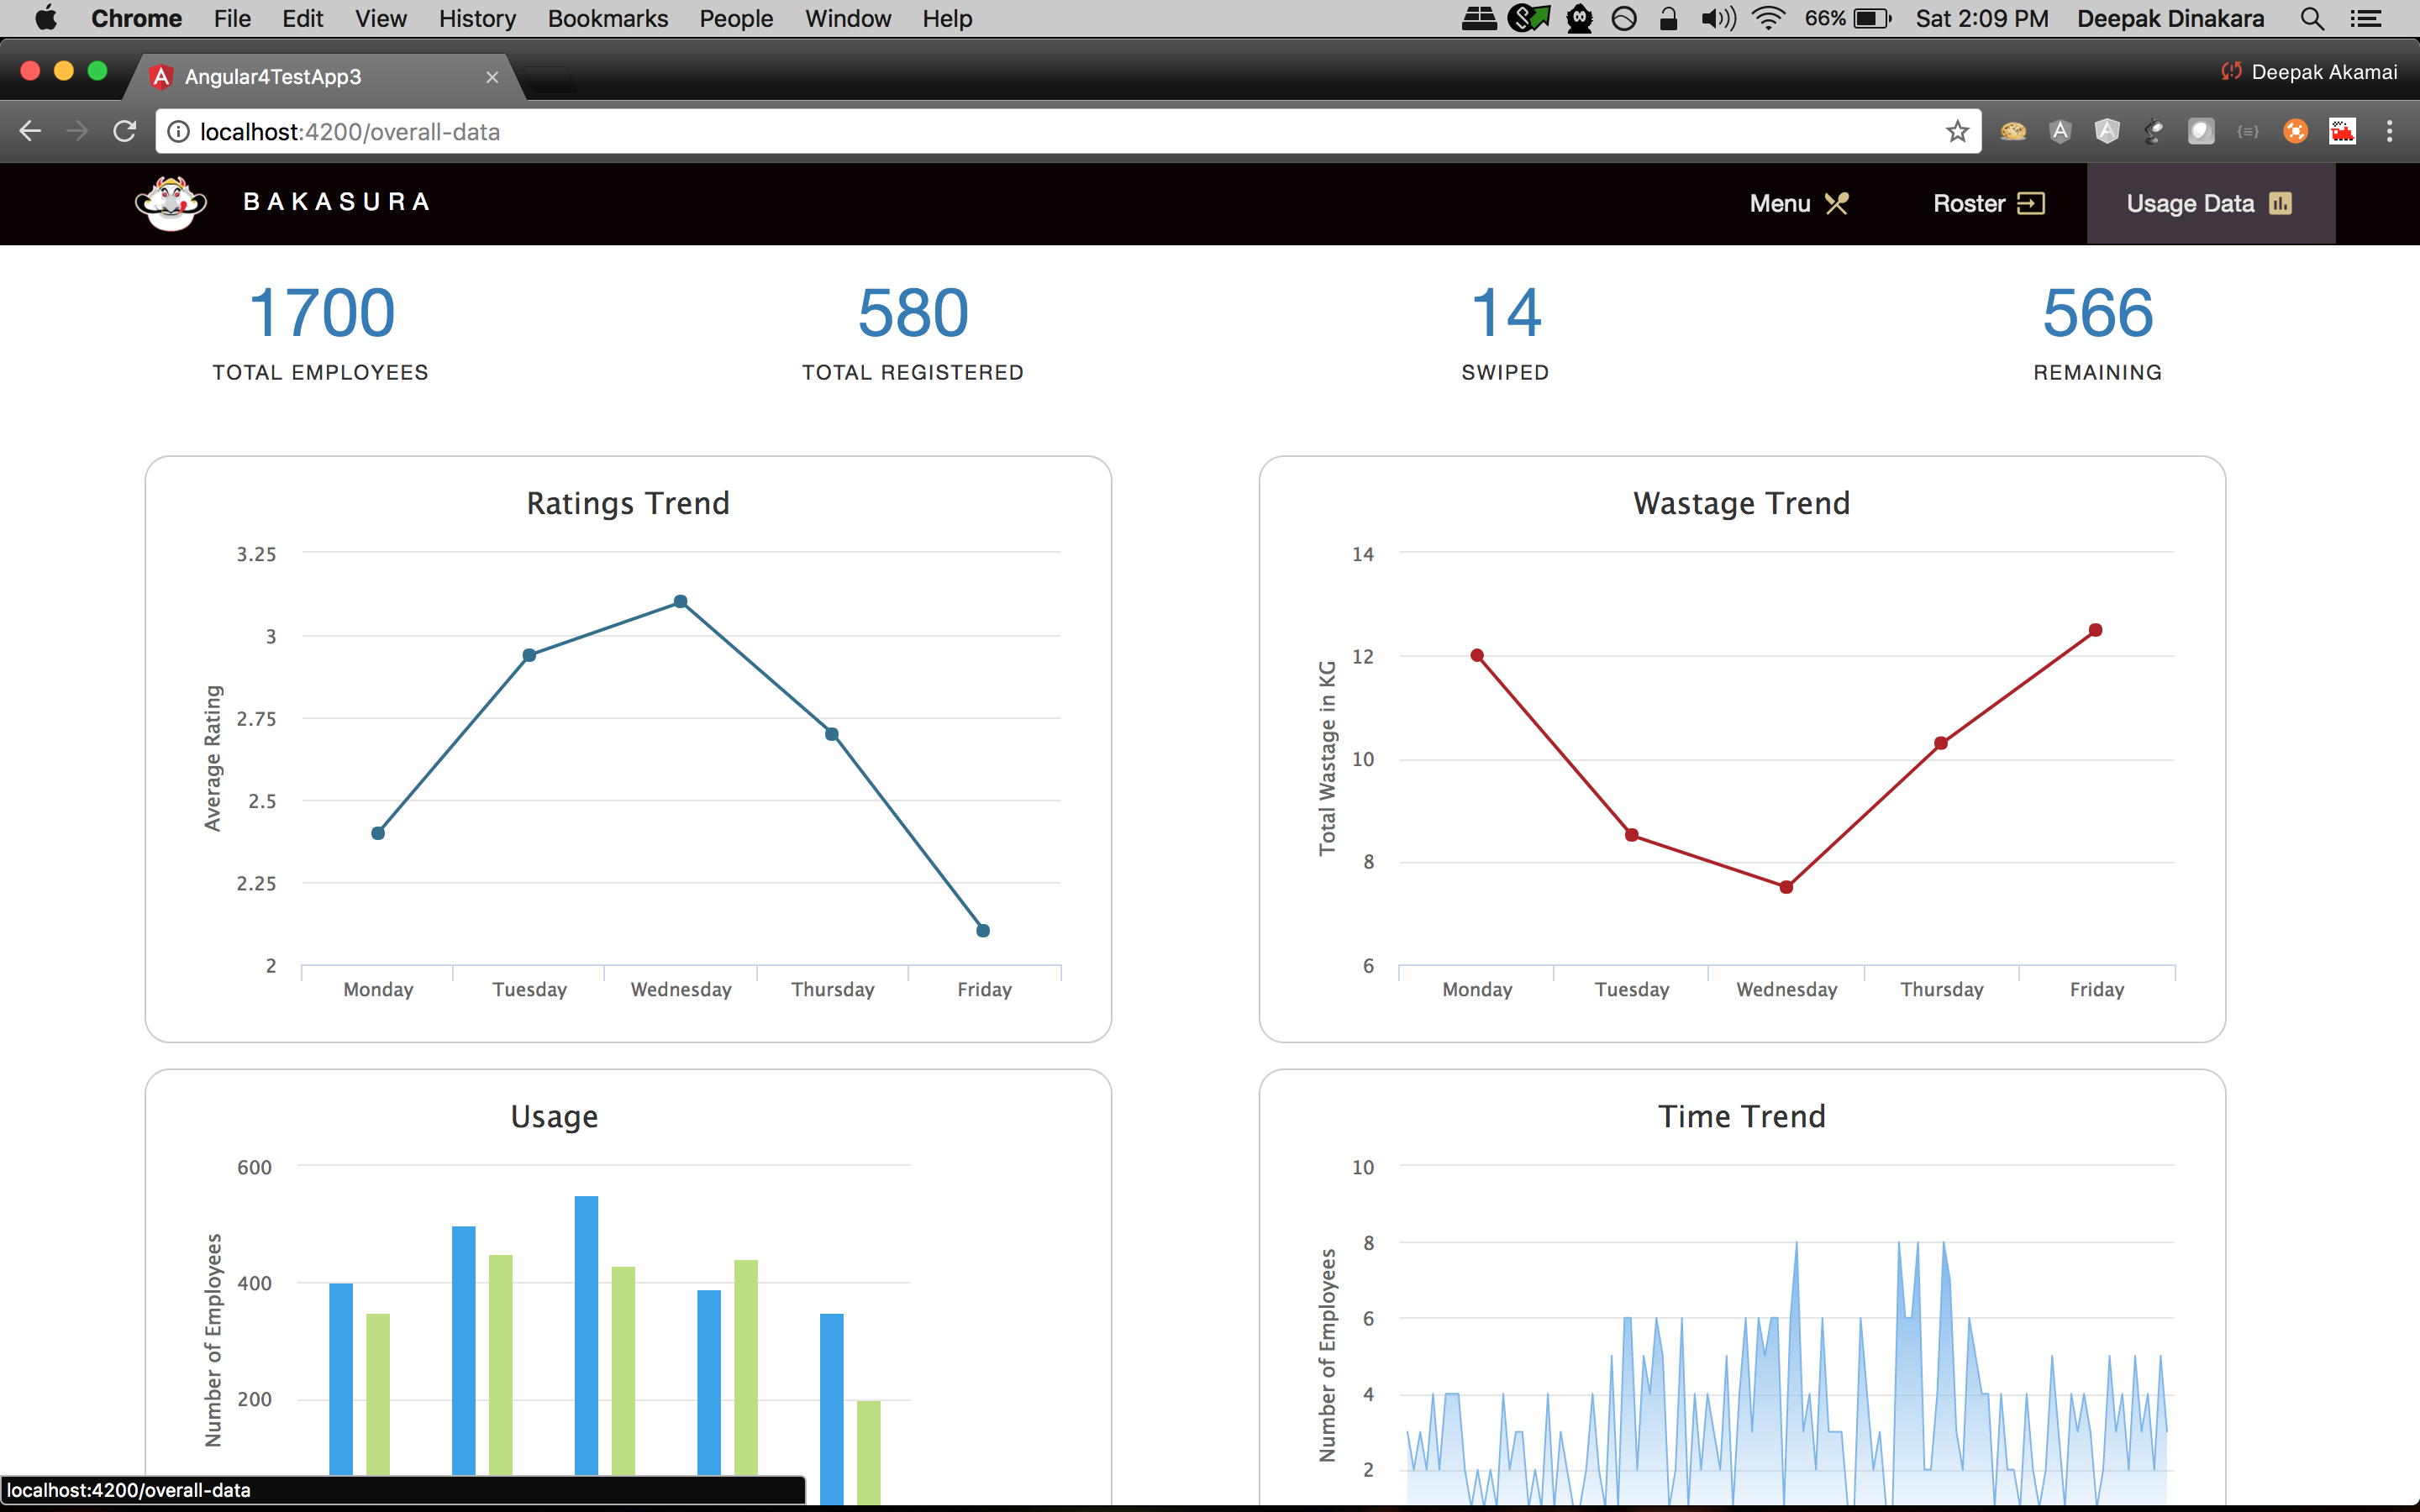 Chrome File Edit View History Bookmarks People Window Help 66% Sat 2:09 PM Deepak Dinakara
Angular4TestApp3 Deepak Akamai
localhost:4200/overall-data
BAKASURA Menu Roster Usage Data
1700 580 14 566
TOTAL EMPLOYEES TOTAL REGISTERED SWIPED REMAINING
Ratings Trend
Average Rating
3.25
3
2.75
2.5
2.25
2
Monday Tuesday Wednesday Thursday Friday
Wastage Trend
Total Wastage in KG
14
12
10
8
6
Monday Tuesday Wednesday Thursday Friday
Usage
Number of Employees
600
400
200
Time Trend
Number of Employees
10
8
6
4
2
localhost:4200/overall-data